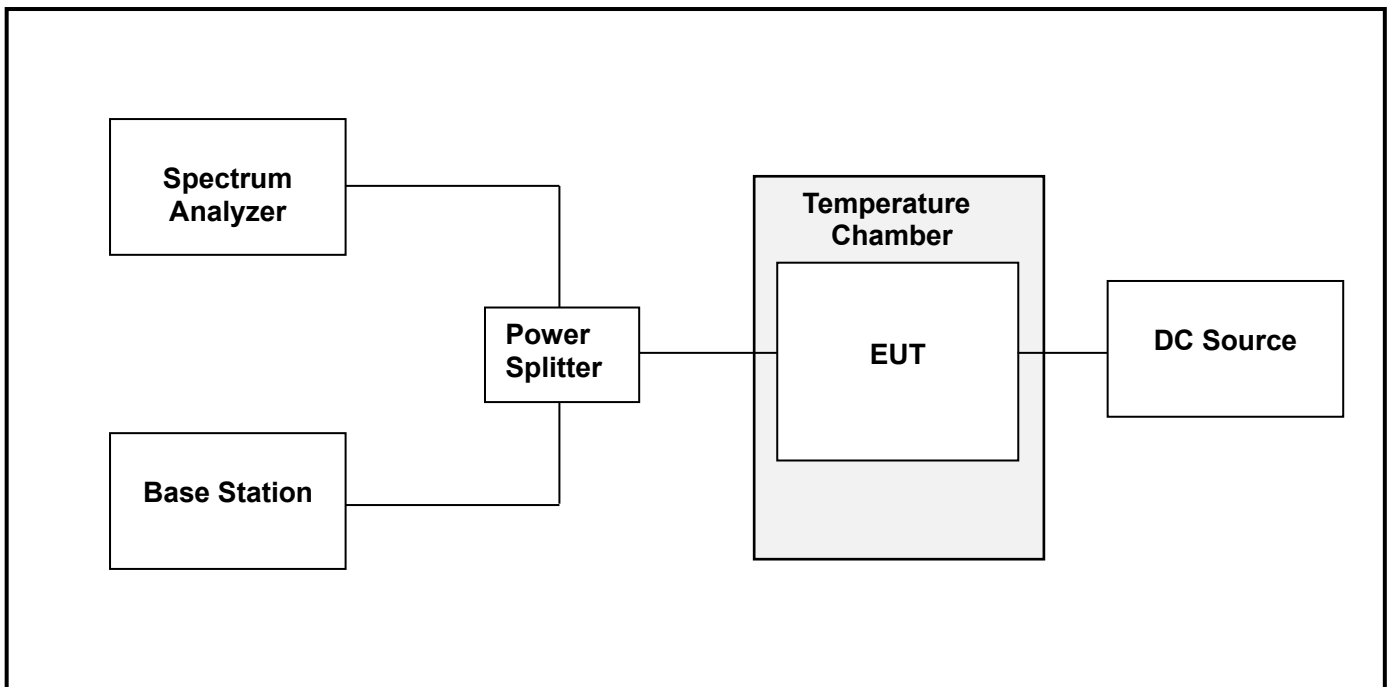 Spectrum
Analyzer
Temperature
Chamber
Power
Splitter
EUT
DC Source
Base Station